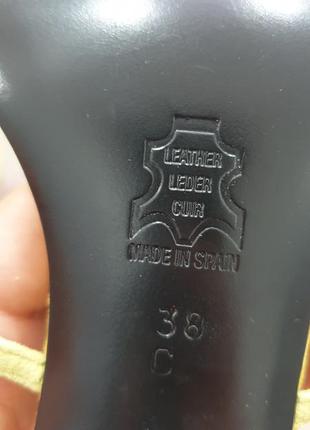 LEATHER
LEDER
CUIR
MADE IN SPAIN
38
C